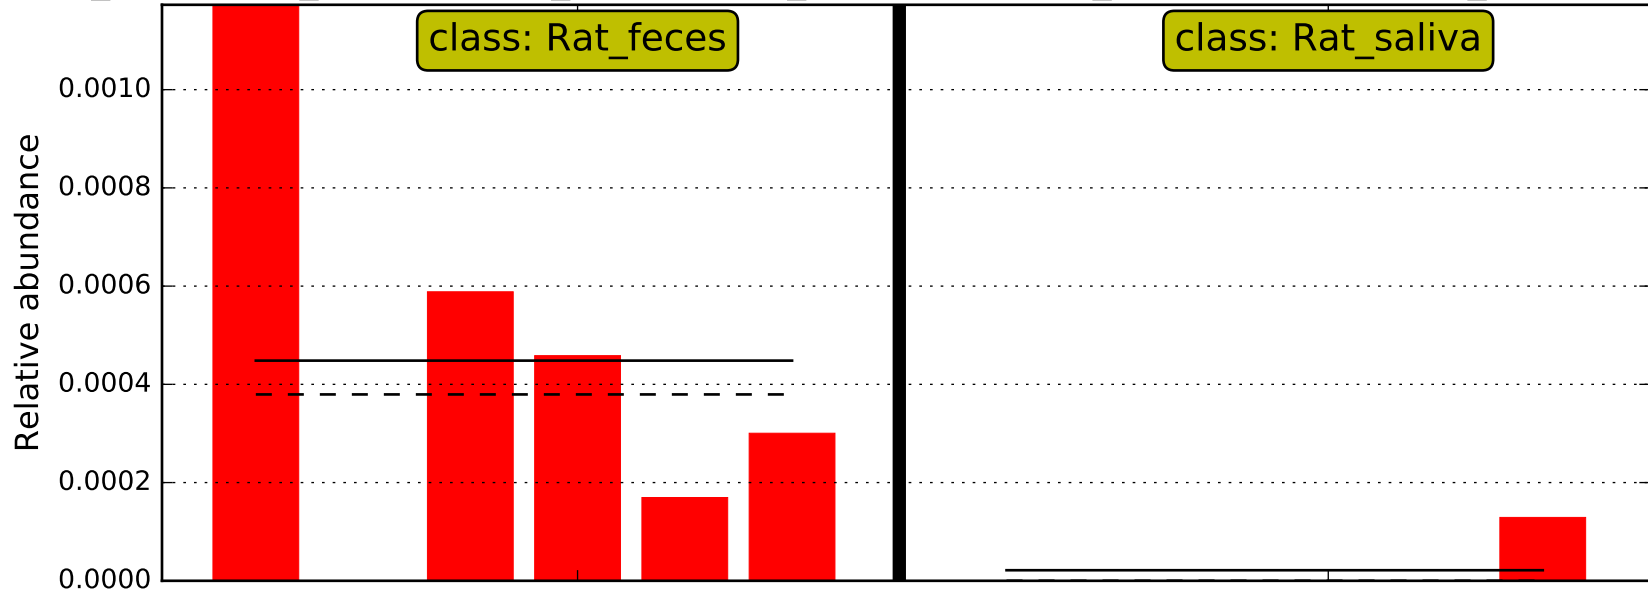 class: Rat_feces
class: Rat_saliva
Relative abundance
0.0010
0.0008
0.0006
0.0004
0.0002
0.0000